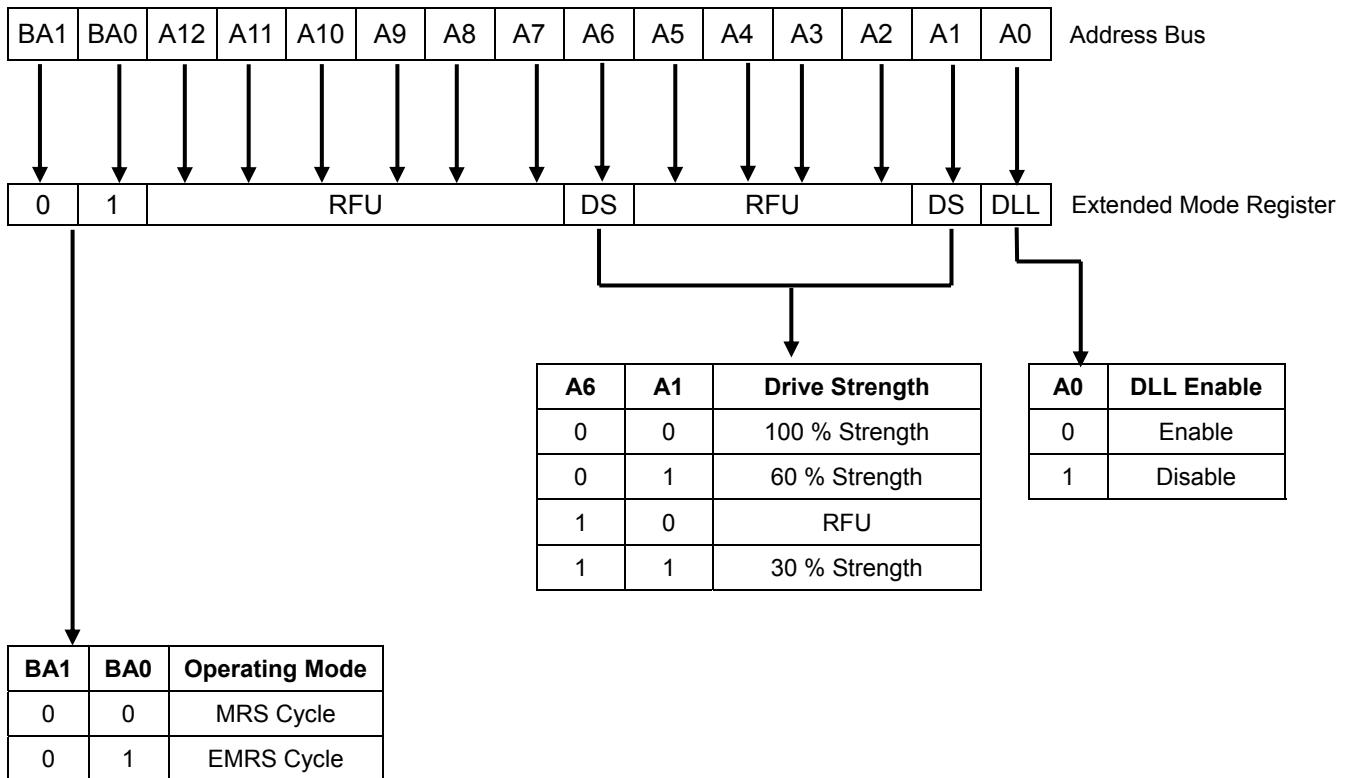 BA1 BA0 A12 A11 A10 A9 A8 A7 A6 A5 A4 A3 A2 A1 A0 Address Bus
0 1 RFU DS RFU DS DLL Extended Mode Register
A6 A1 Drive Strength
0 0 100 % Strength
0 1 60 % Strength
1 0 RFU
1 1 30 % Strength
A0 DLL Enable
0 Enable
1 Disable
BA1 BA0 Operating Mode
0 0 MRS Cycle
0 1 EMRS Cycle